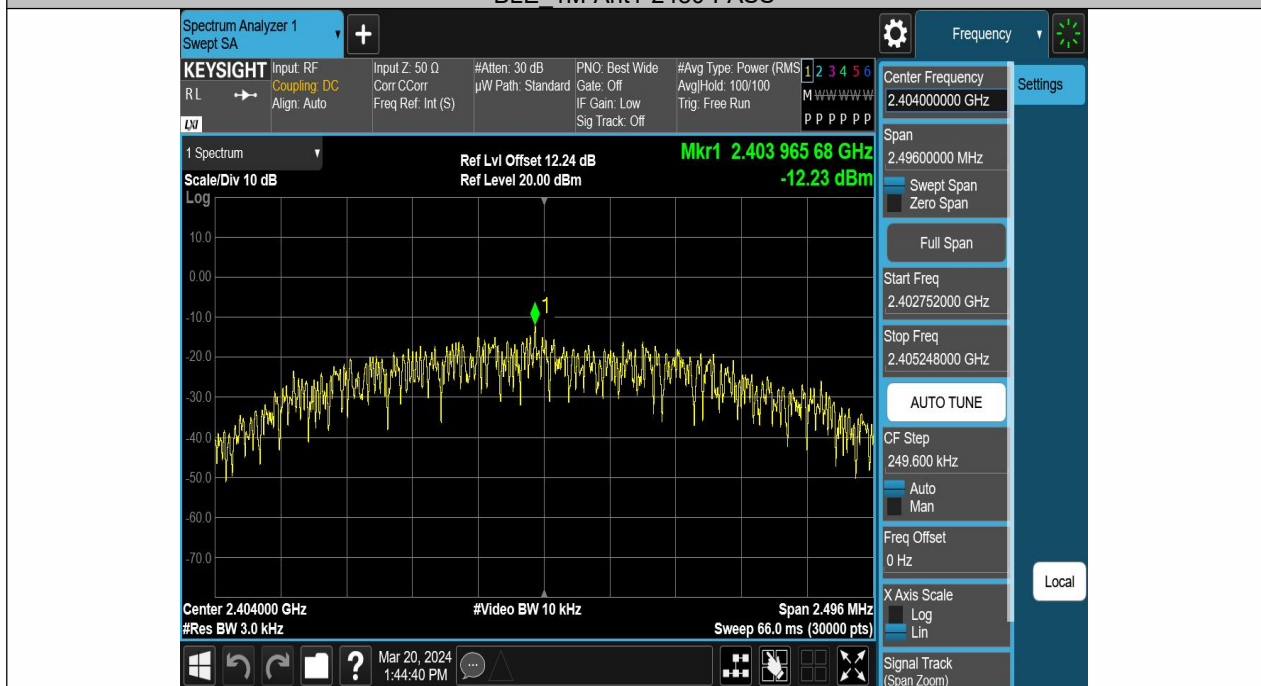 Spectrum Analyzer 1
Swept SA
+
Frequency
KEYSIGHT
RL
LXI
Input: RF
Coupling: DC
Align: Auto
Input Z: 50 Ω
Corr CCorr
Freq Ref: Int (S)
#Atten: 30 dB
µW Path: Standard
PNO: Best Wide
Gate: Off
IF Gain: Low
Sig Track: Off
#Avg Type: Power (RMS
Avg|Hold: 100/100
Trig: Free Run
1 2 3 4 5 6
M W W W W W
P P P P P P
1 Spectrum
Scale/Div 10 dB
Log
Ref Lvl Offset 12.24 dB
Ref Level 20.00 dBm
Mkr1 2.403 965 68 GHz
-12.23 dBm
10.0
0.00
-10.0
-20.0
-30.0
-40.0
-50.0
-60.0
-70.0
1
Center 2.404000 GHz
#Res BW 3.0 kHz
#Video BW 10 kHz
Span 2.496 MHz
Sweep 66.0 ms (30000 pts)
?
Mar 20, 2024
1:44:40 PM
Center Frequency
2.404000000 GHz
Settings
Span
2.49600000 MHz
Swept Span
Zero Span
Full Span
Start Freq
2.402752000 GHz
Stop Freq
2.405248000 GHz
AUTO TUNE
CF Step
249.600 kHz
Auto
Man
Freq Offset
0 Hz
X Axis Scale
Log
Lin
Local
Signal Track
(Span Zoom)